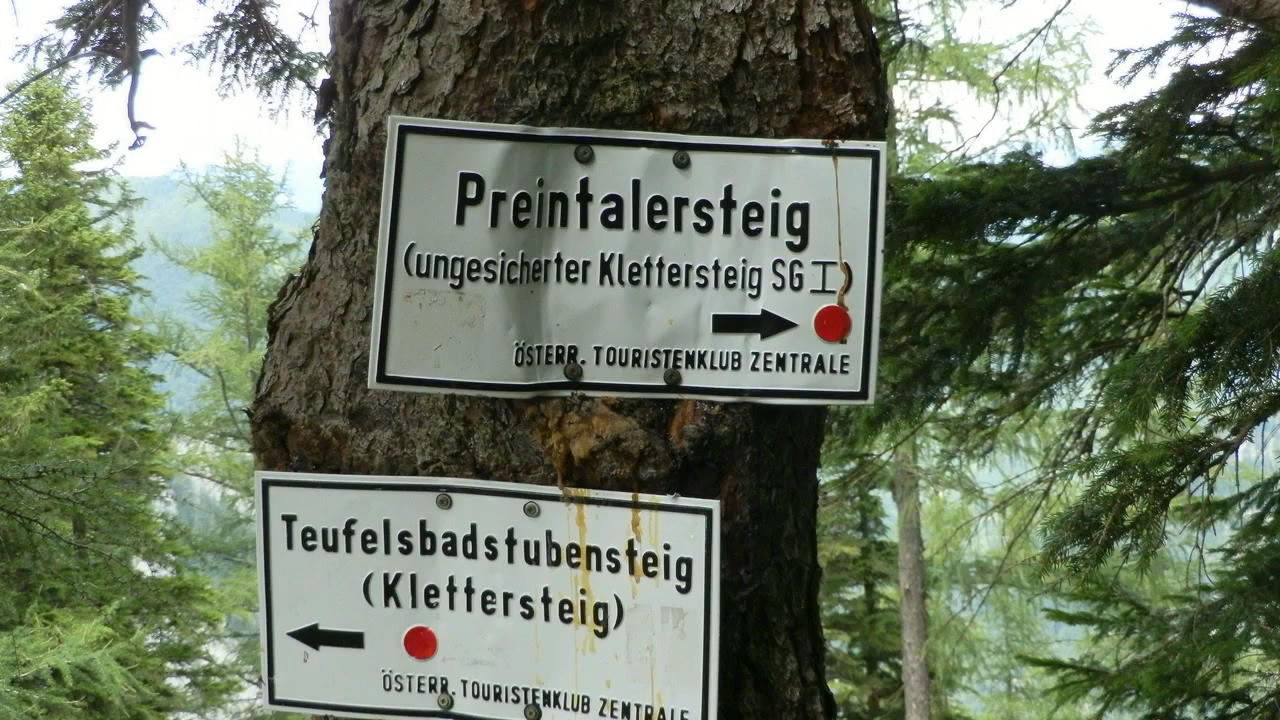 Preintalersteig
(ungesicherter Klettersteig SG I)
ÖSTERR. TOURISTENKLUB ZENTRALE
Teufelsbadstubensteig
(Klettersteig)
ÖSTERR. TOURISTENKLUB ZENTRALE